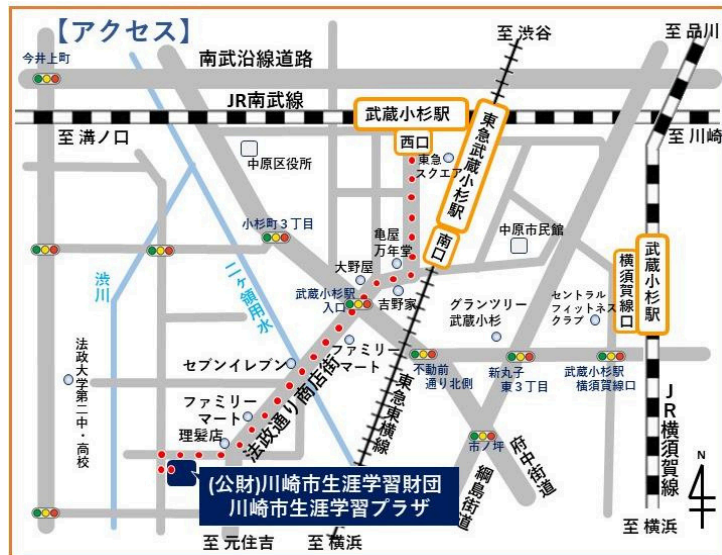 【アクセス】
至 渋谷
至 品川
今井上町
南武沿線道路
JR南武線
武蔵小杉駅
西口
至 溝ノ口
至 川崎
中原区役所
東急
スクエア
東急武蔵小杉駅
南口
小杉町３丁目
亀屋
万年堂
中原市民館
大野屋
武蔵小杉駅
入口
吉野家
グランツリー
武蔵小杉
セントラル
フィットネス
クラブ
横須賀線口
武蔵小杉駅
渋川
二ヶ領用水
ファミリー
マート
セブンイレブン
不動前
通り北側
新丸子
東３丁目
武蔵小杉駅
横須賀線口
法政大学第二中・高校
ファミリー
マート
理髪店
法政通り商店街
東急東横線
市ノ坪
府中街道
綱島街道
JR横須賀線
N
(公財)川崎市生涯学習財団
川崎市生涯学習プラザ
至 元住吉
至 横浜
至 横浜